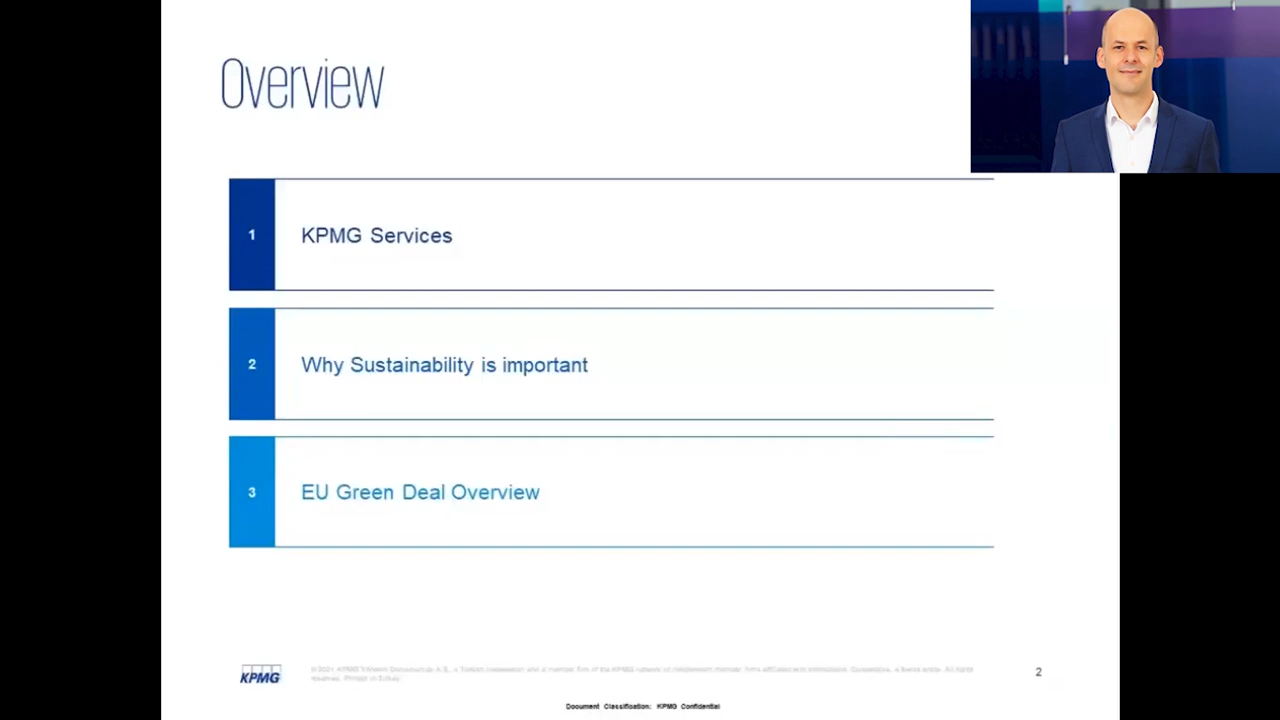 Overview
1
KPMG Services
2
Why Sustainability is important
3
EU Green Deal Overview
KPMG
2
Document Classification: KPMG Confidential